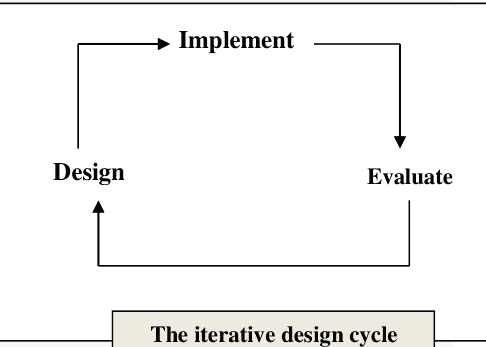 Implement
Design
Evaluate
The iterative design cycle